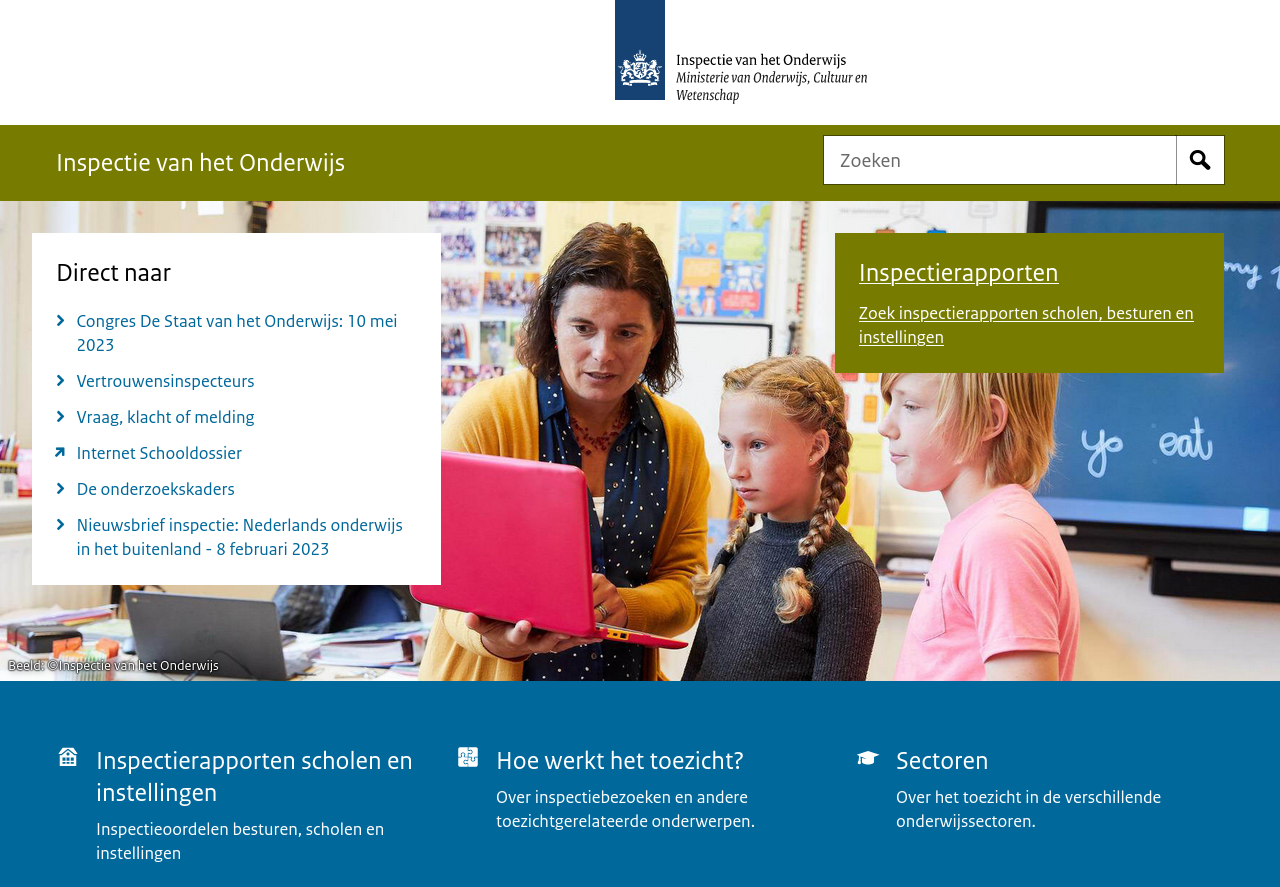 Inspectie van het Onderwijs
Ministerie van Onderwijs, Cultuur en
Wetenschap
Inspectie van het Onderwijs
Zoeken
Direct naar
Congres De Staat van het Onderwijs: 10 mei
2023
Vertrouwensinspecteurs
Vraag, klacht of melding
Internet Schooldossier
De onderzoekskaders
Nieuwsbrief inspectie: Nederlands onderwijs
in het buitenland - 8 februari 2023
Inspectierapporten
Zoek inspectierapporten scholen, besturen en
instellingen
my
yo eat
Beeld: ©Inspectie van het Onderwijs
Inspectierapporten scholen en
instellingen
Inspectieoordelen besturen, scholen en
instellingen
Hoe werkt het toezicht?
Over inspectiebezoeken en andere
toezichtgerelateerde onderwerpen.
Sectoren
Over het toezicht in de verschillende
onderwijssectoren.